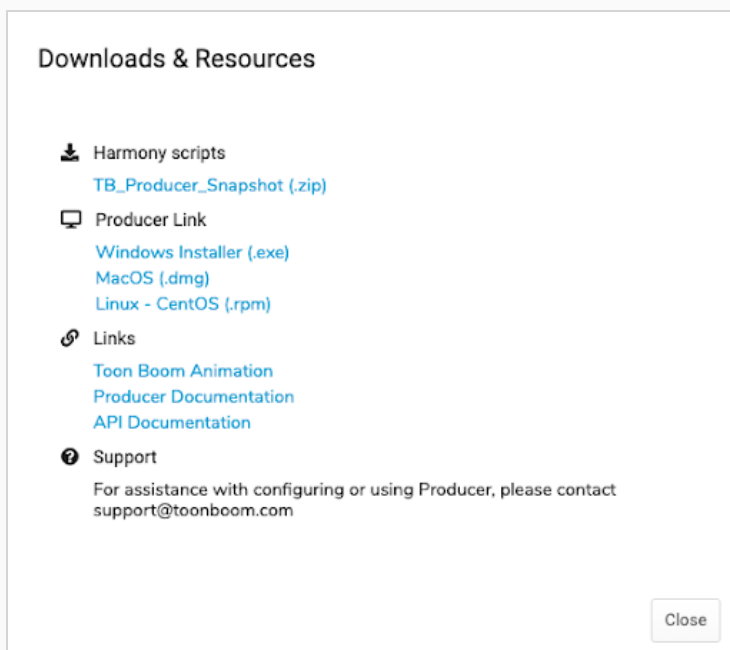 Downloads & Resources
Harmony scripts
TB_Producer_Snapshot (.zip)
Producer Link
Windows Installer (.exe)
MacOS (.dmg)
Linux - CentOS (.rpm)
Links
Toon Boom Animation
Producer Documentation
API Documentation
Support
For assistance with configuring or using Producer, please contact
support@toonboom.com
Close